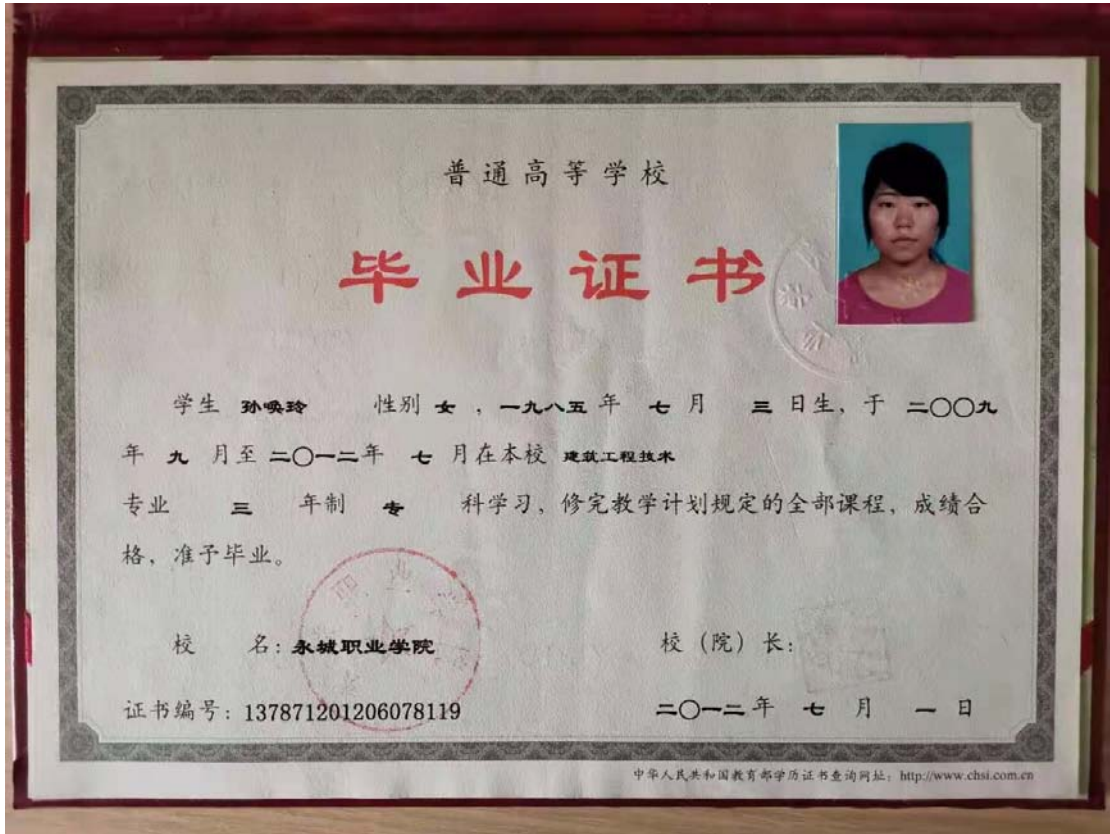 普通高等学校
毕业证书
学生 孙唤玲 性别 女 ，一九八五 年 七 月 三 日生，于 二〇〇九
年 九 月至 二〇一二 年 七 月在本校 建筑工程技术
专业 三 年制 专 科学习，修完教学计划规定的全部课程，成绩合
格，准予毕业。
校 名：永城职业学院
校（院）长：
证书编号：137871201206078119
二〇一二 年 七 月 一 日
中华人民共和国教育部学历证书查询网址：http://www.chsi.com.cn